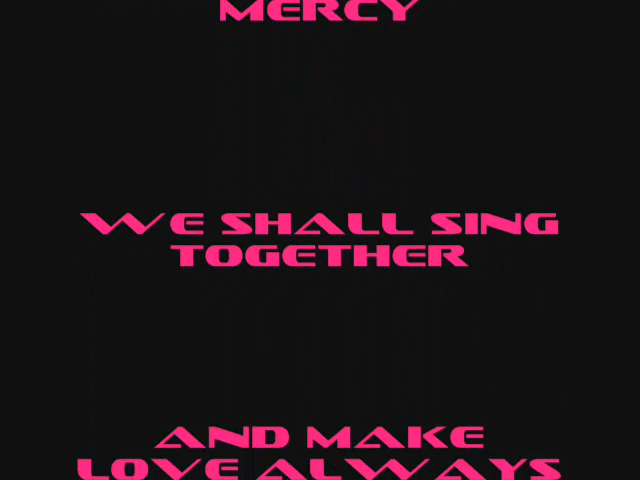 MERCY
WE SHALL SING
TOGETHER
AND MAKE
LOVE ALWAYS